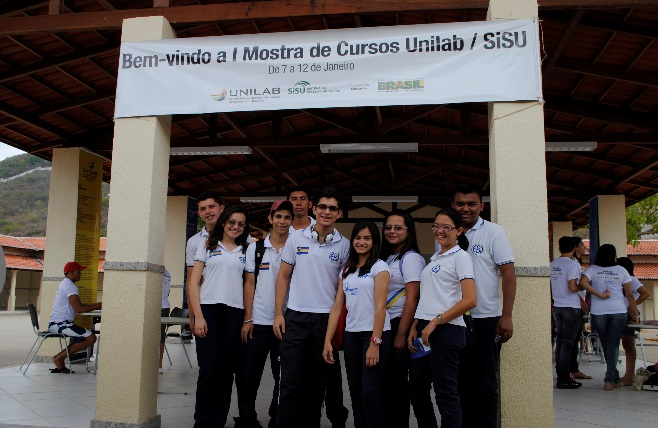 Bem-vindo a I Mostra de Cursos Unilab / SiSU
De 7 a 12 de Janeiro
UNILAB
SiSU
BRASIL